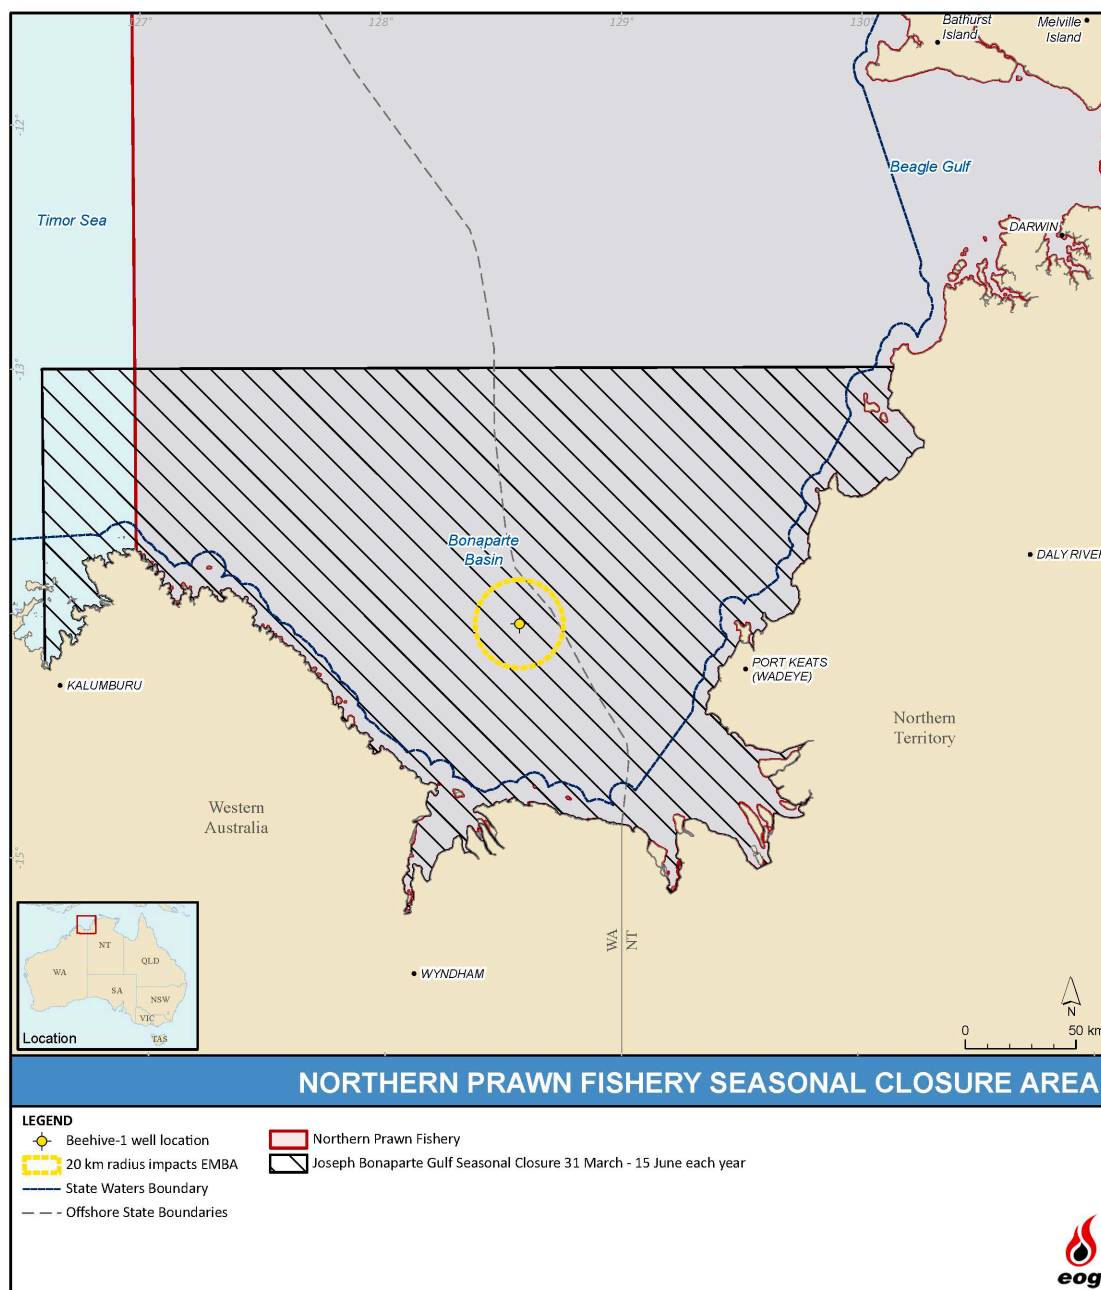 127°
128°
129°
130°
Bathurst
Island
Melville
Island
-12°
Beagle Gulf
Timor Sea
DARWIN
-13°
Bonaparte
Basin
DALY RIVER
PORT KEATS
(WADEYE)
KALUMBURU
Northern
Territory
Western
Australia
-15°
WA
NT
WYNDHAM
NT
WA
QLD
SA
NSW
VIC
TAS
Location
N
0
50 km
NORTHERN PRAWN FISHERY SEASONAL CLOSURE AREA
LEGEND
Beehive-1 well location
20 km radius impacts EMBA
State Waters Boundary
Offshore State Boundaries
Northern Prawn Fishery
Joseph Bonaparte Gulf Seasonal Closure 31 March - 15 June each year
eog